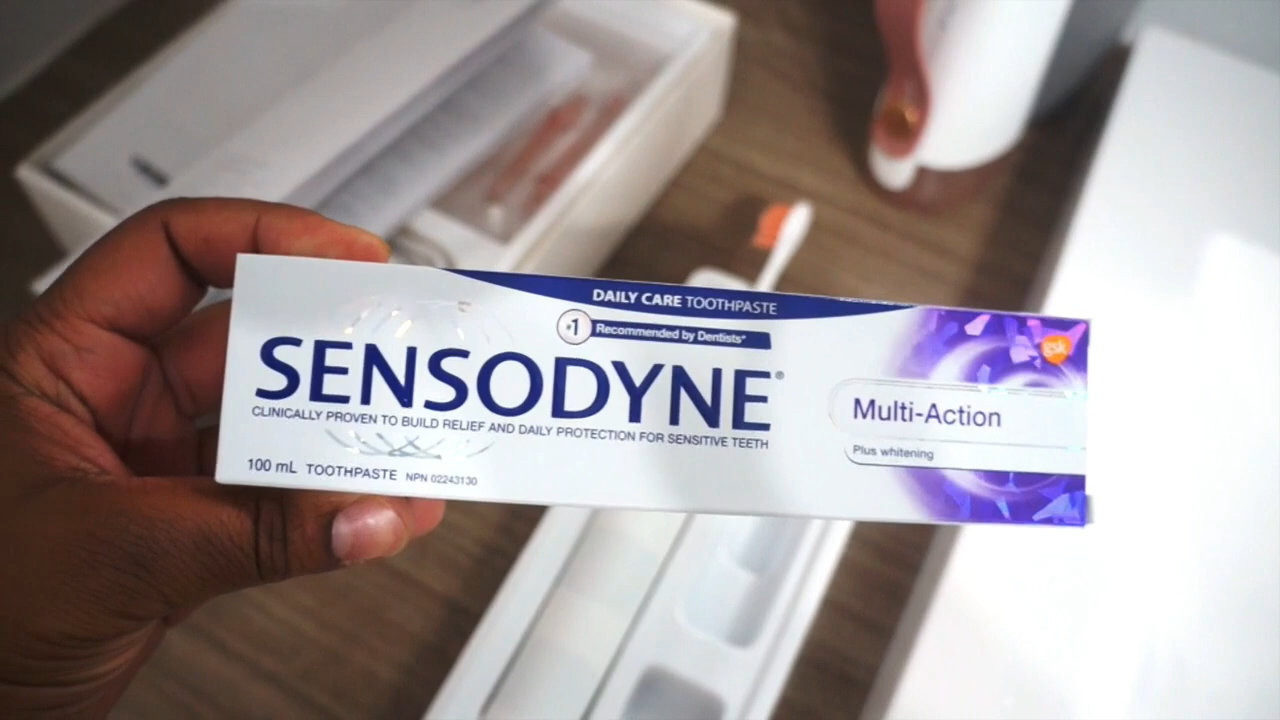 DAILY CARE TOOTHPASTE
#1 Recommended by Dentists*
SENSODYNE®
CLINICALLY PROVEN TO BUILD RELIEF AND DAILY PROTECTION FOR SENSITIVE TEETH
100 mL TOOTHPASTE NPN 02243130
gsk
Multi-Action
Plus whitening